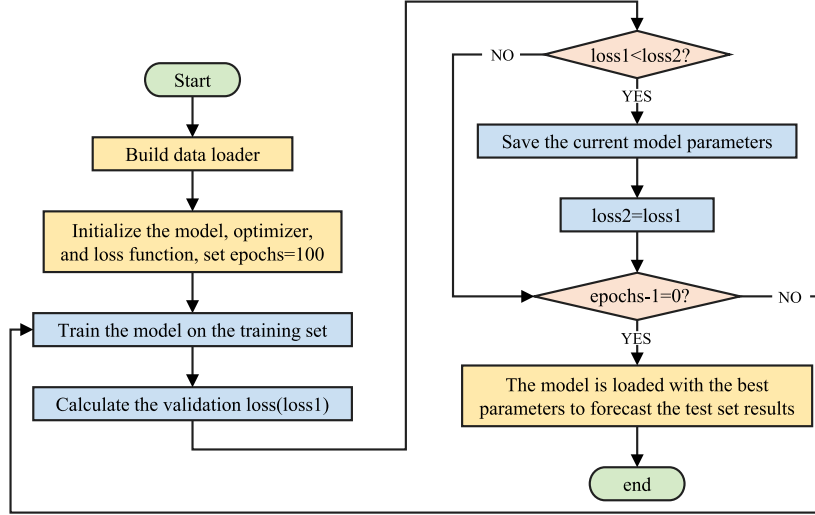 Start
Build data loader
Initialize the model, optimizer,
and loss function, set epochs=100
Train the model on the training set
Calculate the validation loss(loss1)
loss1<loss2?
NO
YES
Save the current model parameters
loss2=loss1
epochs-1=0?
NO
YES
The model is loaded with the best
parameters to forecast the test set results
end